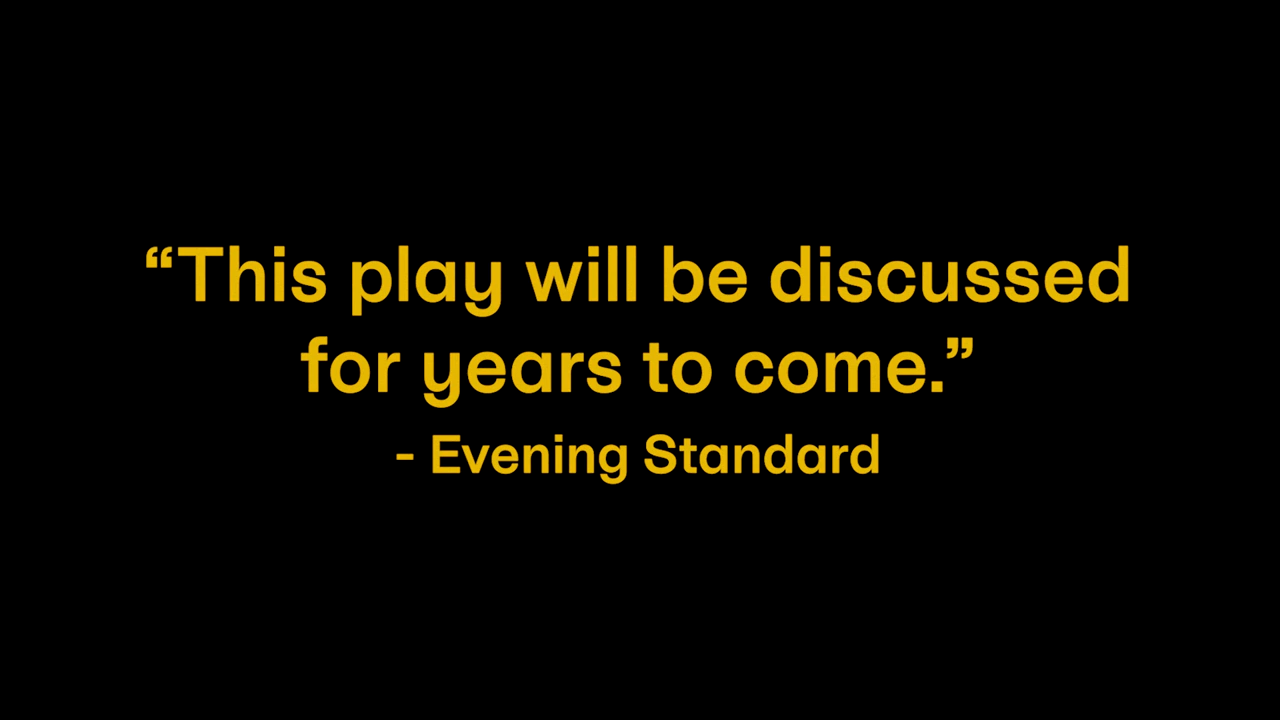 “This play will be discussed
for years to come.”
- Evening Standard